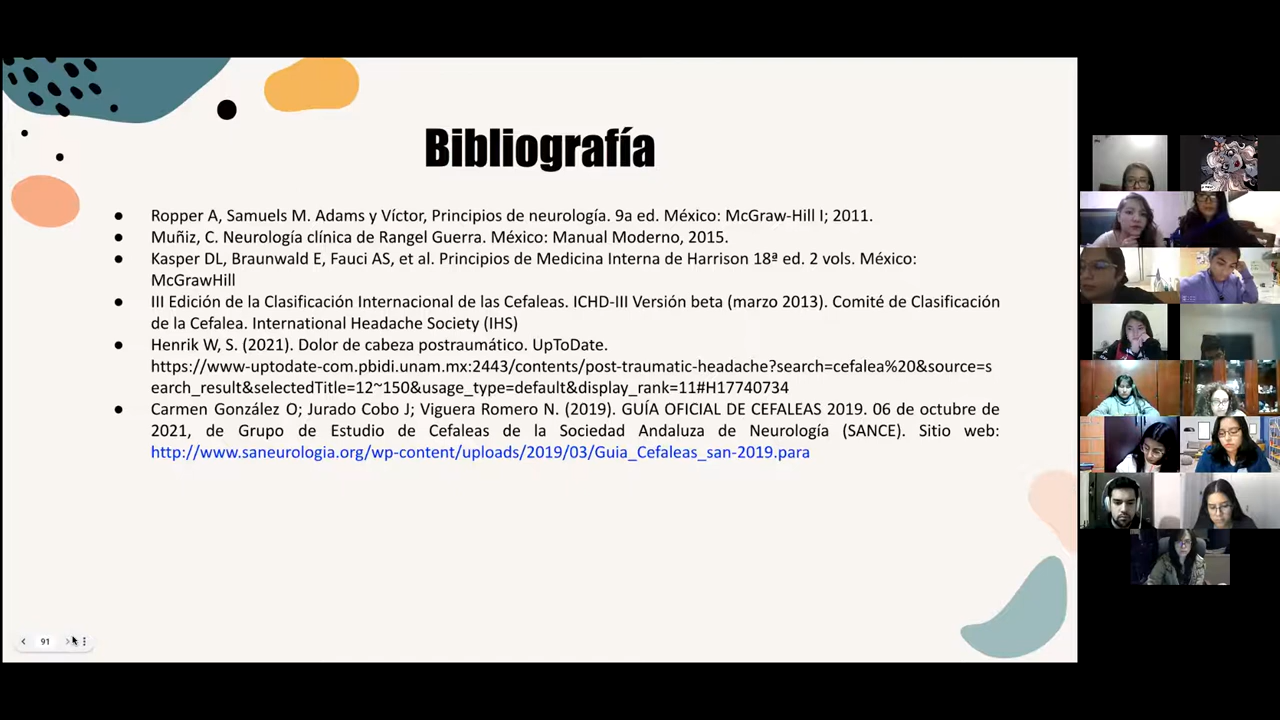 Bibliografía
● Ropper A, Samuels M. Adams y Víctor, Principios de neurología. 9a ed. México: McGraw-Hill I; 2011.
● Muñiz, C. Neurología clínica de Rangel Guerra. México: Manual Moderno, 2015.
● Kasper DL, Braunwald E, Fauci AS, et al. Principios de Medicina Interna de Harrison 18ª ed. 2 vols. México:
McGrawHill
● III Edición de la Clasificación Internacional de las Cefaleas. ICHD-III Versión beta (marzo 2013). Comité de Clasificación
de la Cefalea. International Headache Society (IHS)
● Henrik W, S. (2021). Dolor de cabeza postraumático. UpToDate.
https://www-uptodate-com.pbidi.unam.mx:2443/contents/post-traumatic-headache?search=cefalea%20&source=s
earch_result&selectedTitle=12~150&usage_type=default&display_rank=11#H17740734
● Carmen González O; Jurado Cobo J; Viguera Romero N. (2019). GUÍA OFICIAL DE CEFALEAS 2019. 06 de octubre de
2021, de Grupo de Estudio de Cefaleas de la Sociedad Andaluza de Neurología (SANCE). Sitio web:
http://www.saneurologia.org/wp-content/uploads/2019/03/Guia_Cefaleas_san-2019.para
91